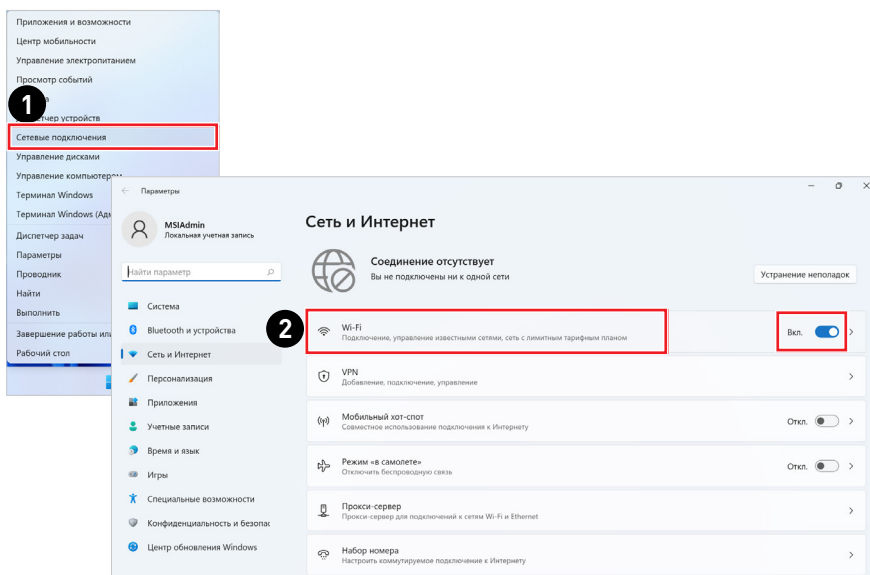 Приложения и возможности
Центр мобильности
Управление электропитанием
Просмотр событий
1
Сетевые подключения
Управление дисками
Управление компьютером
Терминал Windows
Терминал Windows
Диспетчер задач
Параметры
Проводник
Найти
Выполнить
Завершение работы
Рабочий стол
Параметры
MSIAdmin
Локальная учетная запись
Найти параметр
Система
Bluetooth и устройства
Сеть и Интернет
Персонализация
Приложения
Учетные записи
Время и язык
Игры
Специальные возможности
Конфиденциальность и безопас
Центр обновления Windows
Сеть и Интернет
Соединение отсутствует
Вы не подключены ни к одной сети
Устранение неполадок
2
Wi-Fi
Подключение, управление известными сетями, сеть с лимитным тарифным планом
Вкл.
VPN
Добавление, подключение, управление
Мобильный хот-спот
Совместное использование подключения к Интернету
Откл.
Режим «в самолете»
Отключить беспроводную связь
Откл.
Прокси-сервер
Прокси-сервер для подключений к сетям Wi-Fi и Ethernet
Набор номера
Настроить коммутируемое подключение к Интернету